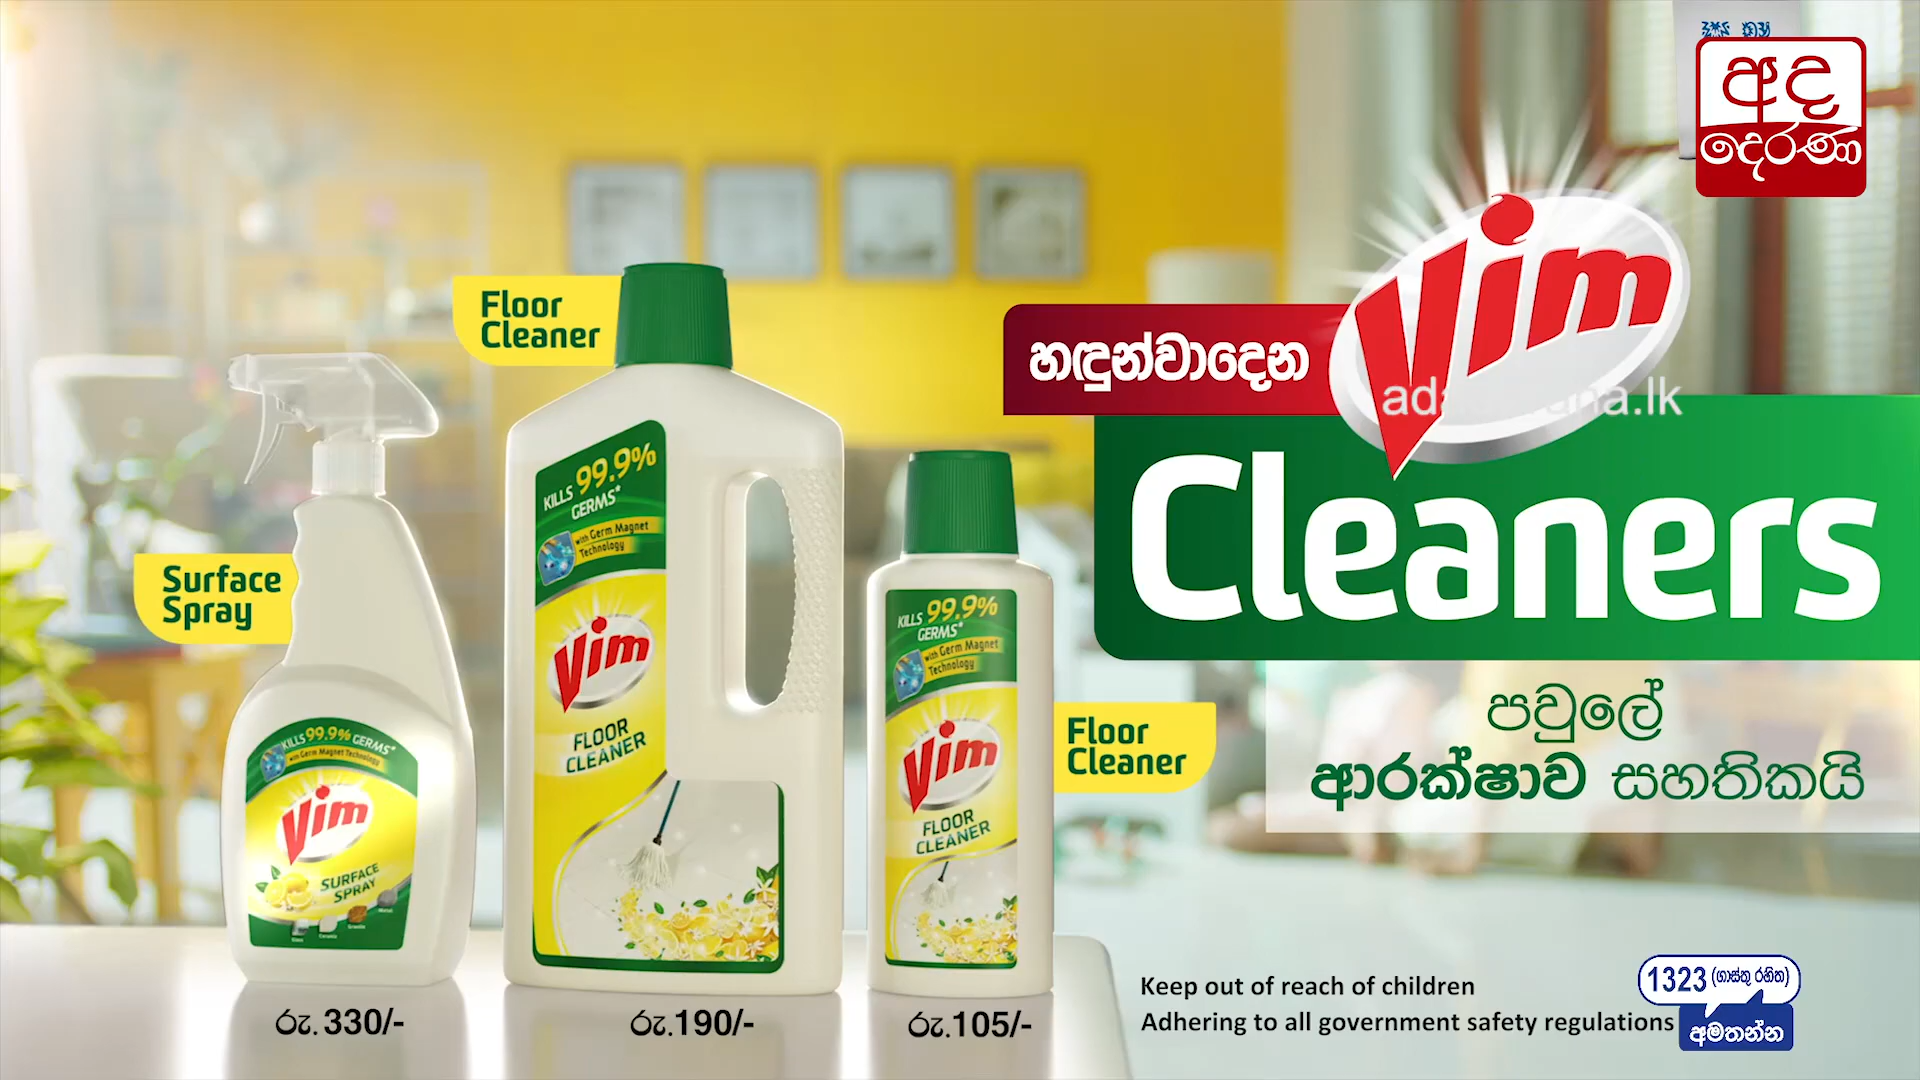 අද
දෙරණ
Vim
හඳුන්වාදෙන
adaderana.lk
Cleaners
පවුලේ
ආරක්ෂාව සහතිකයි
Floor
Cleaner
KILLS 99.9%
GERMS*
with Germ Magnet
Technology
Vim
FLOOR
CLEANER
Surface
Spray
KILLS 99.9% GERMS*
with Germ Magnet Technology
Vim
SURFACE
SPRAY
KILLS 99.9%
GERMS*
with Germ Magnet
Technology
Vim
FLOOR
CLEANER
Floor
Cleaner
රු. 330/-
රු.190/-
රු.105/-
Keep out of reach of children
Adhering to all government safety regulations
1323 (ගාස්තු රහිත)
අමතන්න